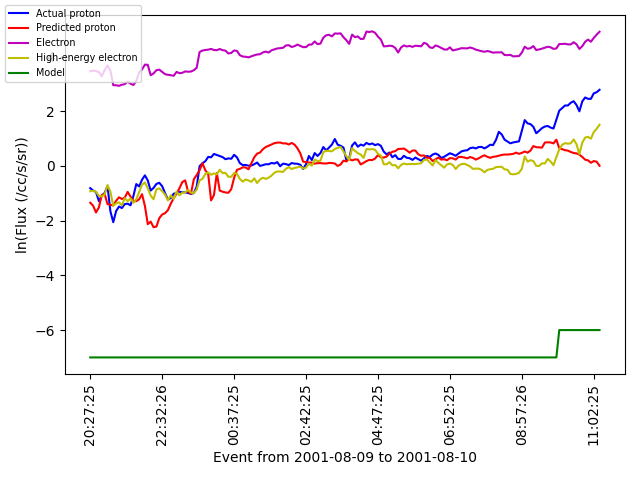 Actual proton
Predicted proton
Electron
High-energy electron
Model
ln(Flux (/cc/s/sr))
2
0
−2
−4
−6
20:27:25
22:32:26
00:37:25
02:42:25
04:47:25
06:52:25
08:57:26
11:02:25
Event from 2001-08-09 to 2001-08-10